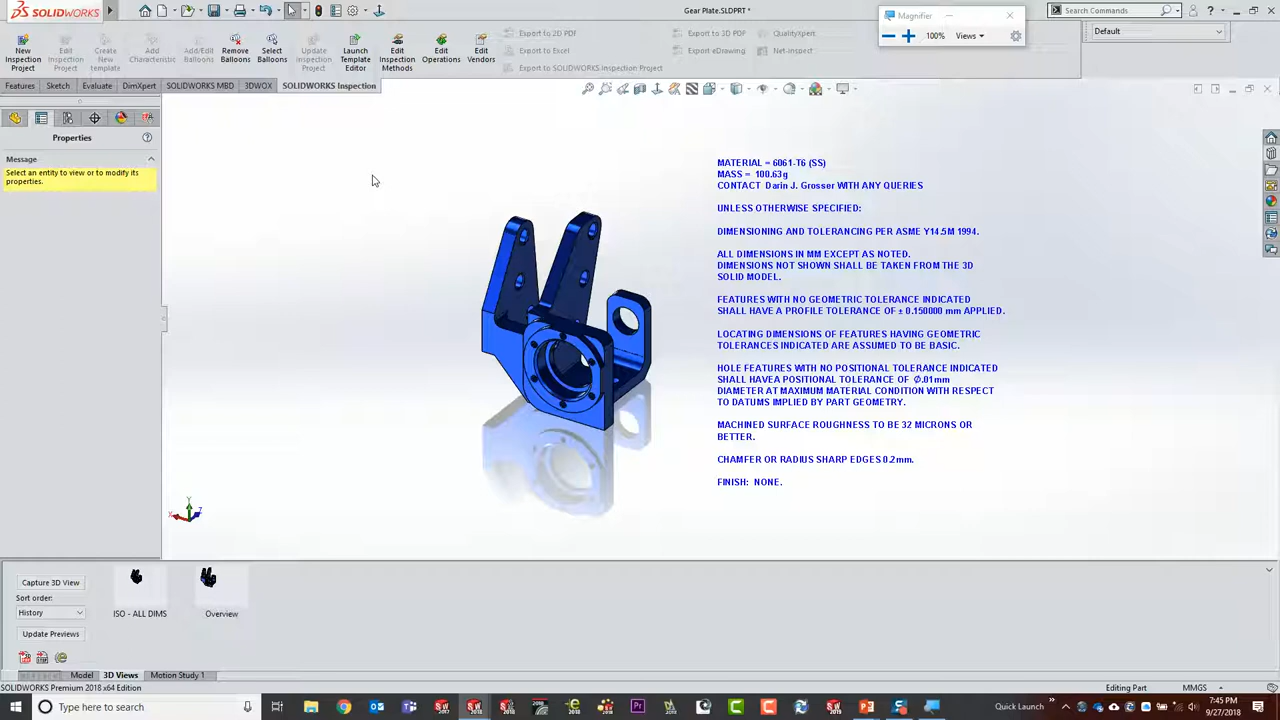 SOLIDWORKS
Gear Plate.SLDPRT *
Magnifier
Search Commands
100%
Views
Default
New Inspection Project
Edit Inspection Project
Create New Template
Add Characteristic
Add Balloons
Remove Balloons
Select Balloons
Update Inspection Project
Launch Template Editor
Edit Inspection Methods
Edit Operations
Edit Vendors
Export to 2D PDF
Export to Excel
Export to SOLIDWORKS Inspection Project
Export to 3D PDF
Export eDrawing
QualityXpert
Net-Inspect
Features
Sketch
Evaluate
DimXpert
SOLIDWORKS MBD
3DWOX
SOLIDWORKS Inspection
Properties
Message
Select an entity to view or to modify its
properties.
MATERIAL = 6061-T6 (SS)
MASS = 100.63g
CONTACT Darin J. Grosser WITH ANY QUERIES
UNLESS OTHERWISE SPECIFIED:
DIMENSIONING AND TOLERANCING PER ASME Y14.5M 1994.
ALL DIMENSIONS IN MM EXCEPT AS NOTED.
DIMENSIONS NOT SHOWN SHALL BE TAKEN FROM THE 3D
SOLID MODEL.
FEATURES WITH NO GEOMETRIC TOLERANCE INDICATED
SHALL HAVE A PROFILE TOLERANCE OF ± 0.150000 mm APPLIED.
LOCATING DIMENSIONS OF FEATURES HAVING GEOMETRIC
TOLERANCES INDICATED ARE ASSUMED TO BE BASIC.
HOLE FEATURES WITH NO POSITIONAL TOLERANCE INDICATED
SHALL HAVEA POSITIONAL TOLERANCE OF Ø.01mm
DIAMETER AT MAXIMUM MATERIAL CONDITION WITH RESPECT
TO DATUMS IMPLIED BY PART GEOMETRY.
MACHINED SURFACE ROUGHNESS TO BE 32 MICRONS OR
BETTER.
CHAMFER OR RADIUS SHARP EDGES 0.2mm.
FINISH: NONE.
Y
X
Z
Capture 3D View
Sort order:
History
Update Previews
ISO - ALL DIMS
Overview
Model
3D Views
Motion Study 1
SOLIDWORKS Premium 2018 x64 Edition
Editing Part
MMGS
Type here to search
Quick Launch
7:45 PM
9/27/2018